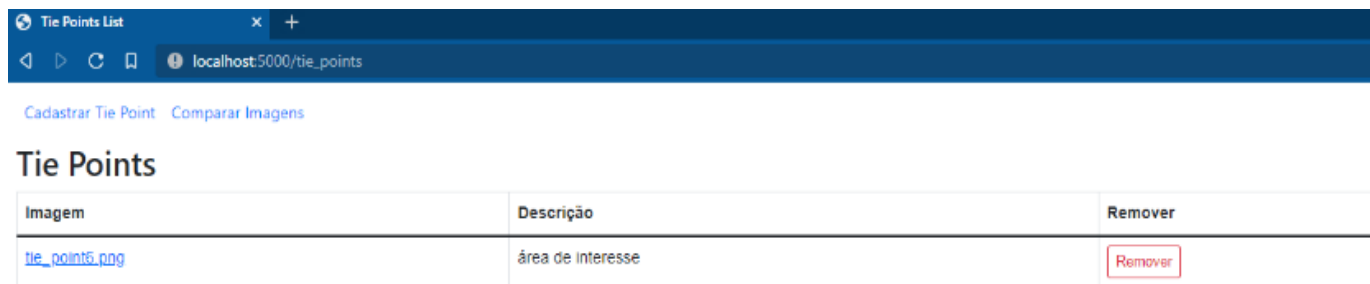 Tie Points List
localhost:5000/tie_points
Cadastrar Tie Point Comparar Imagens
Tie Points
Imagem Descrição Remover
tie_point6.png área de interesse Remover